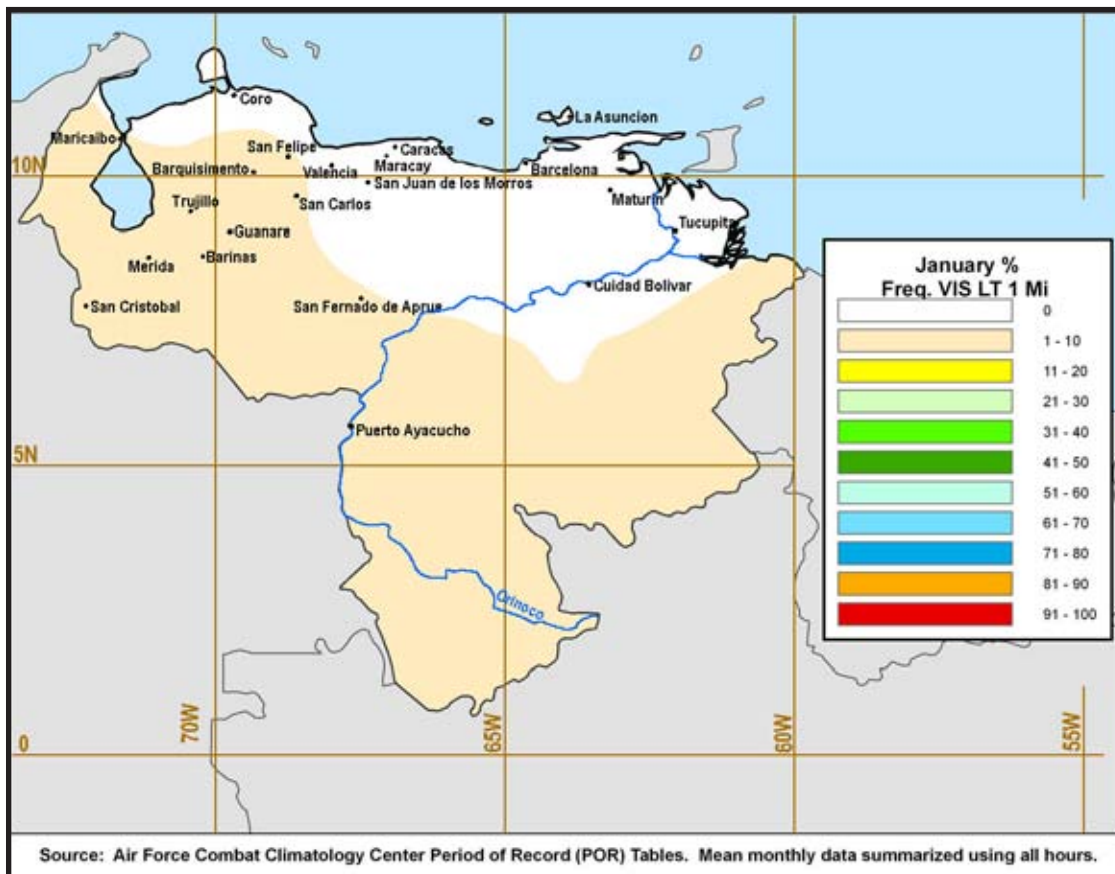 Coro
La Asuncion
Maricaibo
San Felipe
Caracas
Maracay
Barquisimento
Valencia
10N
San Juan de los Morros
Barcelona
Trujillo
San Carlos
Maturin
Guanare
Tucupita
Merida
Barinas
San Cristobal
San Fernado de Aprue
Cuidad Bolivar
Puerto Ayacucho
5N
Orinoco
0
70W
65W
60W
55W
January %
Freq. VIS LT 1 Mi
0
1 - 10
11 - 20
21 - 30
31 - 40
41 - 50
51 - 60
61 - 70
71 - 80
81 - 90
91 - 100
Source: Air Force Combat Climatology Center Period of Record (POR) Tables. Mean monthly data summarized using all hours.